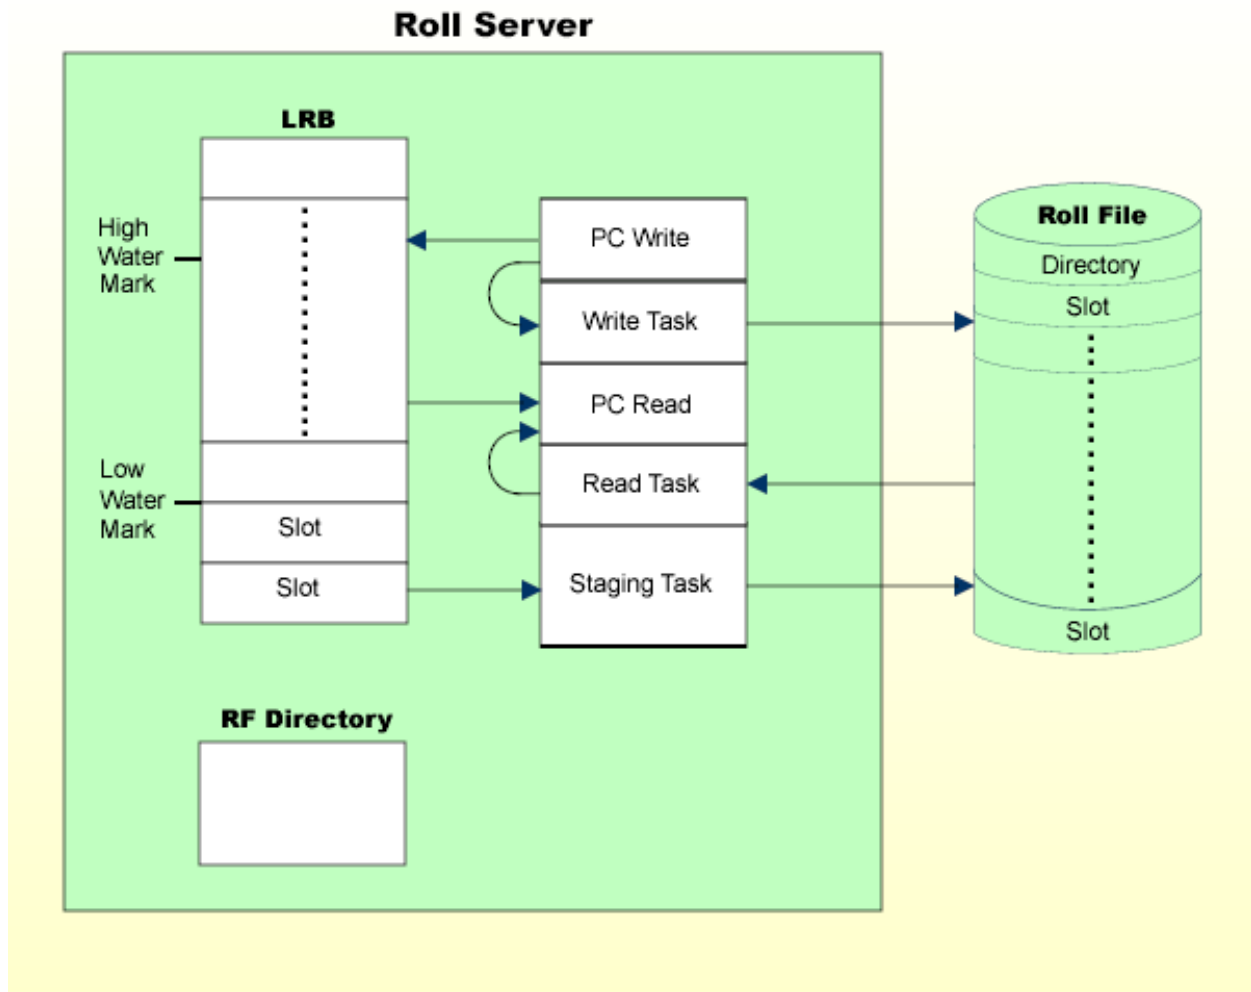 Roll Server
LRB
High
Water
Mark
Low
Water
Mark
Slot
Slot
RF Directory
PC Write
Write Task
PC Read
Read Task
Staging Task
Roll File
Directory
Slot
Slot